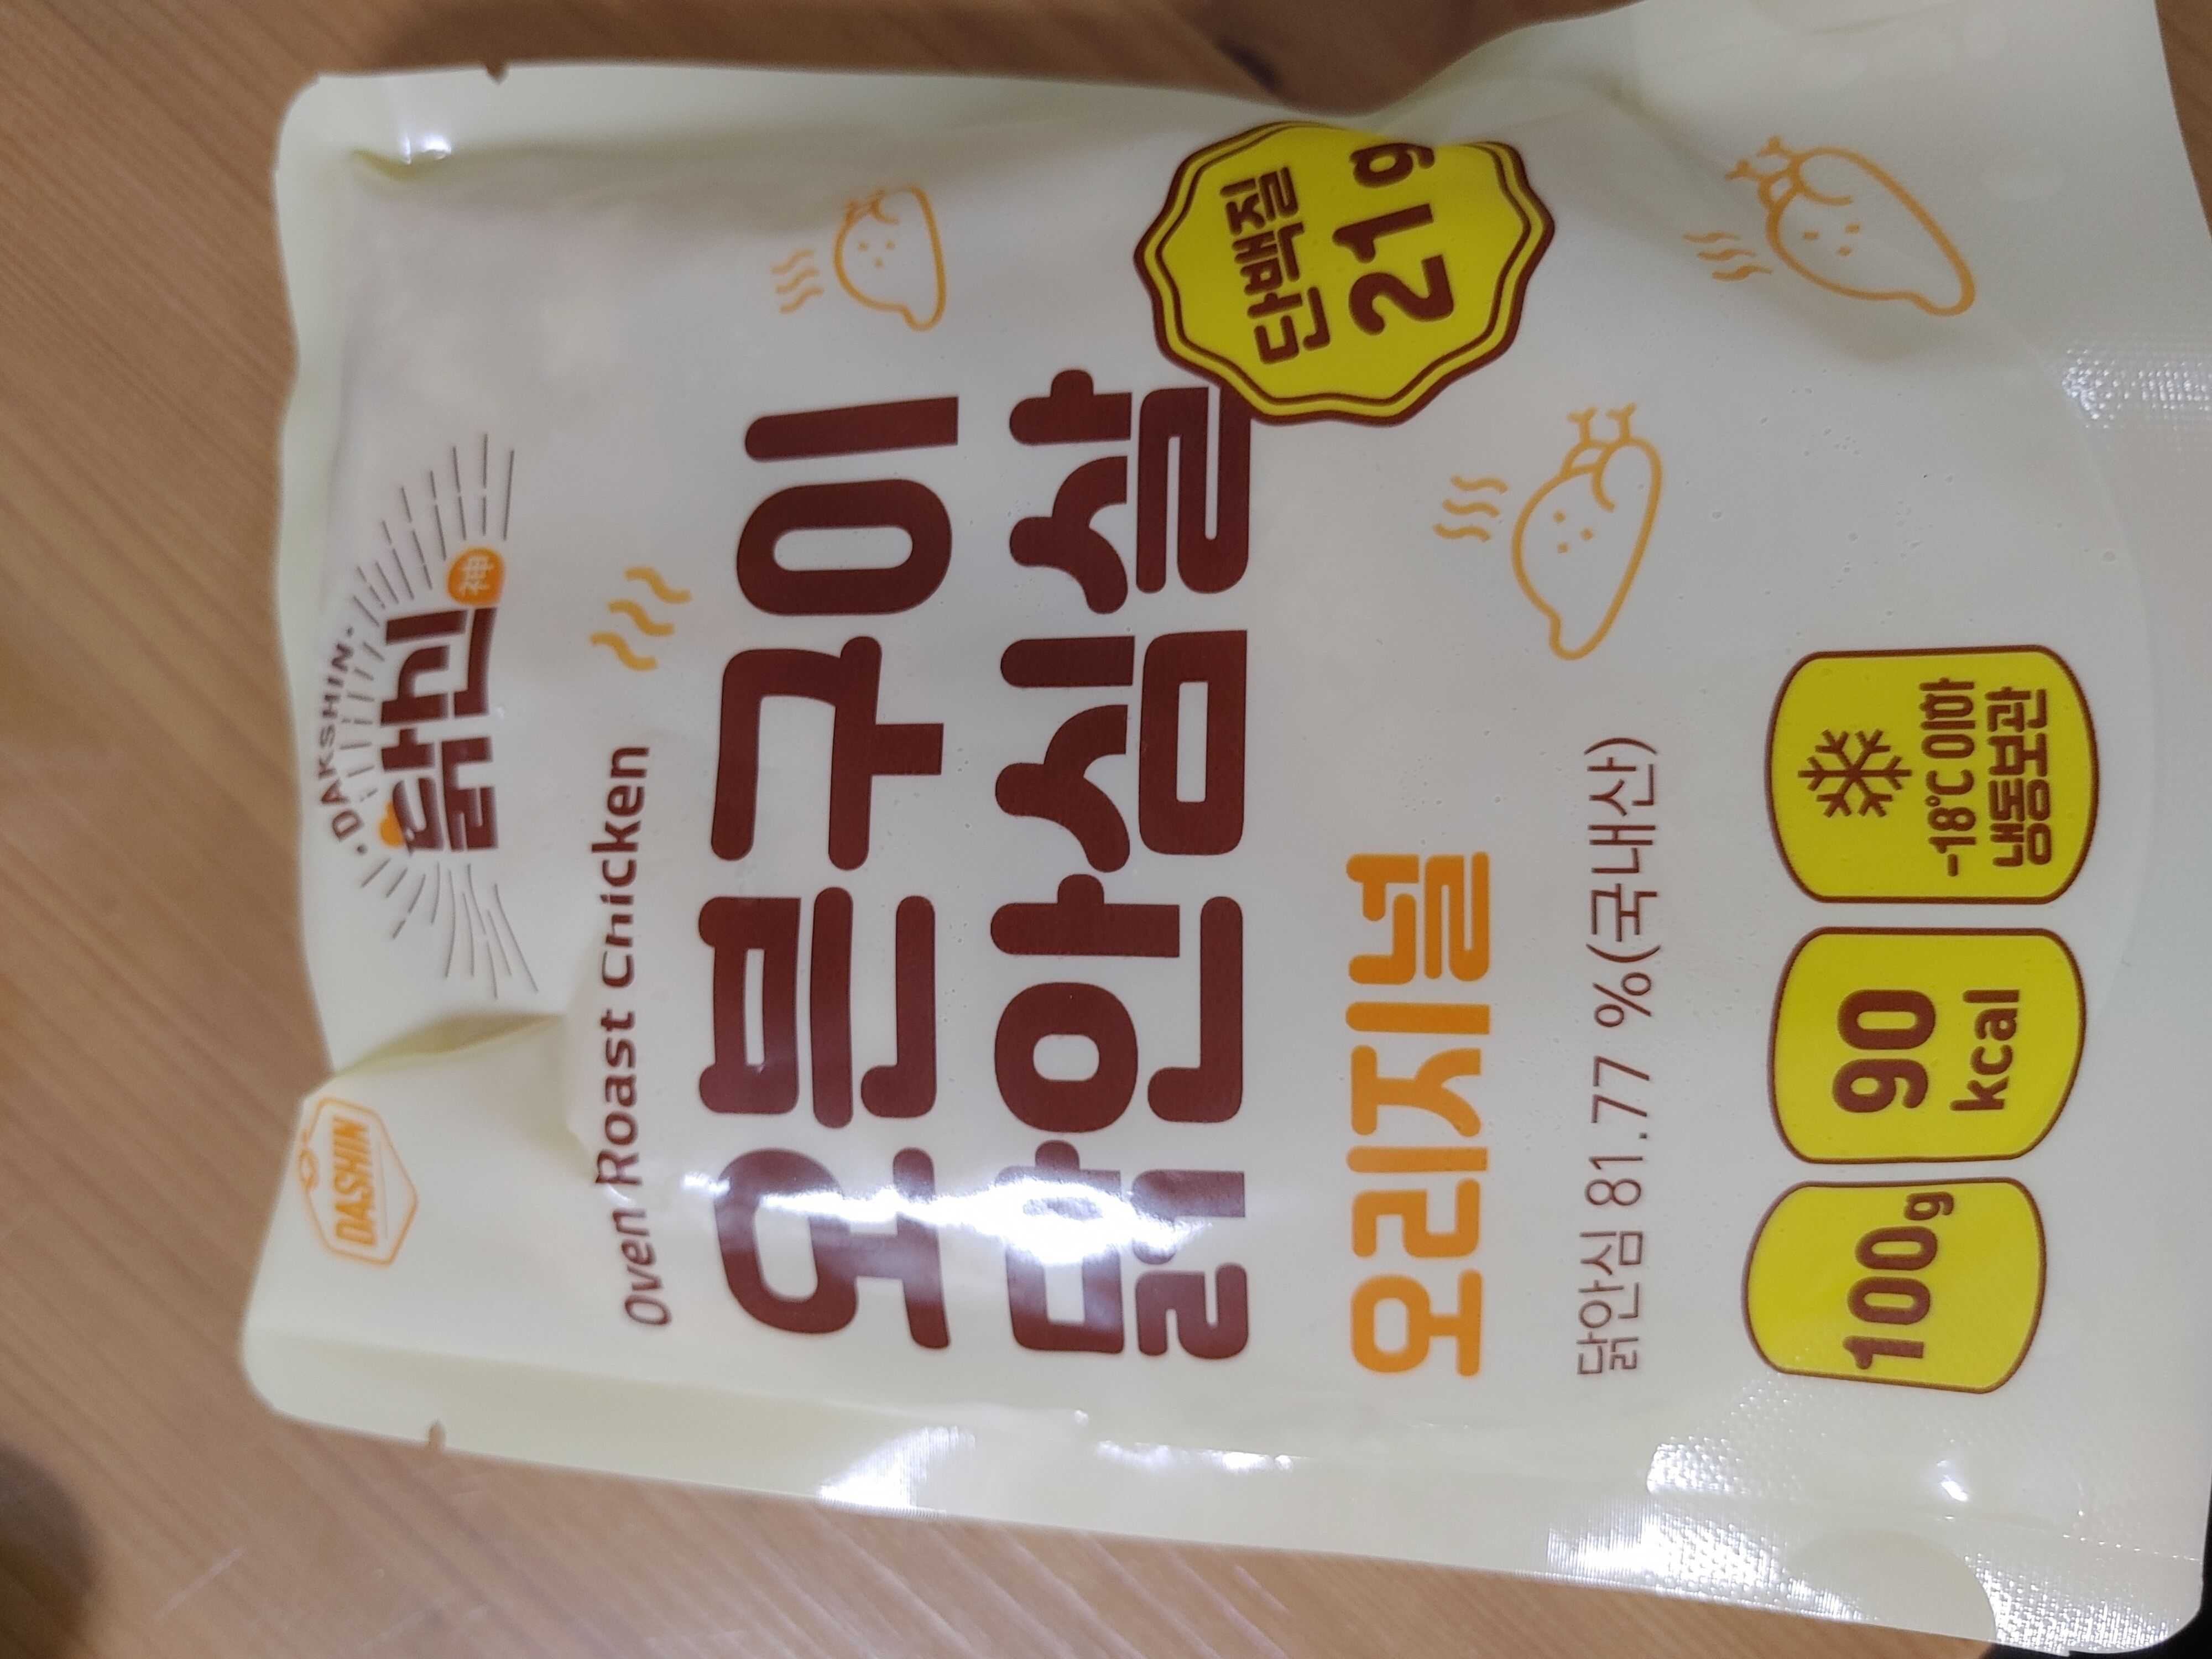 DASHIN
·DAKSHIN·
닭신
神
Oven Roast Chicken
오븐구이
닭안심살
단백질
21 g
오리지널
닭안심 81.77 %(국내산)
100g
90
kcal
-18℃ 이하
냉동보관